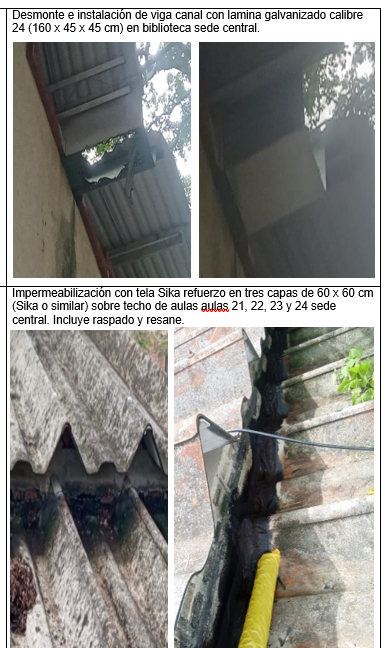 Desmonte e instalación de viga canal con lamina galvanizado calibre
24 (160 x 45 x 45 cm) en biblioteca sede central.
Impermeabilización con tela Sika refuerzo en tres capas de 60 x 60 cm
(Sika o similar) sobre techo de aulas aulas 21, 22, 23 y 24 sede
central. Incluye raspado y resane.